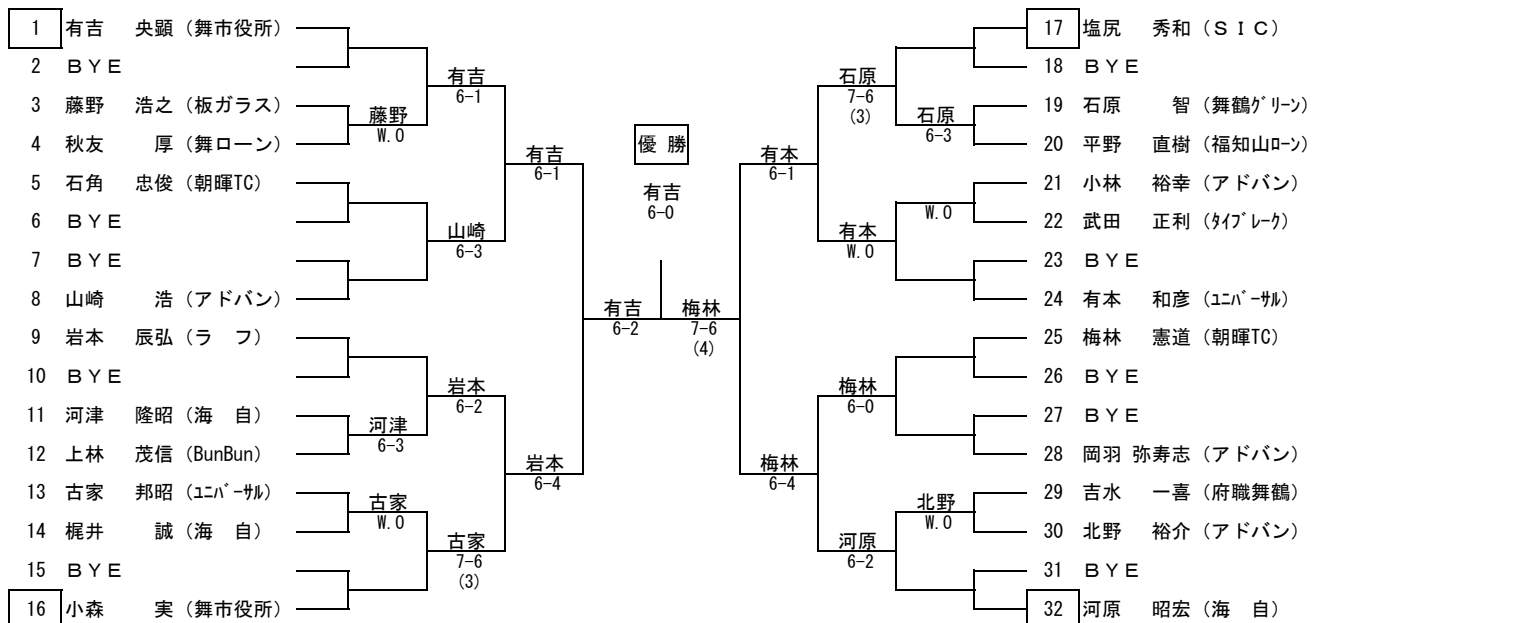 1 有吉 央顕（舞市役所）
2 ＢＹＥ
3 藤野 浩之（板ガラス）
4 秋友 厚（舞ローン）
5 石角 忠俊（朝暉TC）
6 ＢＹＥ
7 ＢＹＥ
8 山崎 浩（アドバン）
9 岩本 辰弘（ラ フ）
10 ＢＹＥ
11 河津 隆昭（海 自）
12 上林 茂信（BunBun）
13 古家 邦昭（ﾕﾆﾊﾞｰｻﾙ）
14 梶井 誠（海 自）
15 ＢＹＥ
16 小森 実（舞市役所）
藤野
W.O
河津
6-3
古家
W.O
有吉
6-1
山崎
6-3
岩本
6-2
古家
7-6
(3)
有吉
6-1
岩本
6-4
有吉
6-2
優 勝
有吉
6-0
梅林
7-6
(4)
有本
6-1
梅林
6-4
石原
7-6
(3)
有本
W.O
梅林
6-0
河原
6-2
石原
6-3
W.O
北野
W.O
17 塩尻 秀和（ＳＩＣ）
18 ＢＹＥ
19 石原 智（舞鶴ｸﾞﾘｰﾝ）
20 平野 直樹（福知山ﾛｰﾝ）
21 小林 裕幸（アドバン）
22 武田 正利（ﾀｲﾌﾞﾚｰｸ）
23 ＢＹＥ
24 有本 和彦（ﾕﾆﾊﾞｰｻﾙ）
25 梅林 憲道（朝暉TC）
26 ＢＹＥ
27 ＢＹＥ
28 岡羽 弥寿志（アドバン）
29 吉水 一喜（府職舞鶴）
30 北野 裕介（アドバン）
31 ＢＹＥ
32 河原 昭宏（海 自）